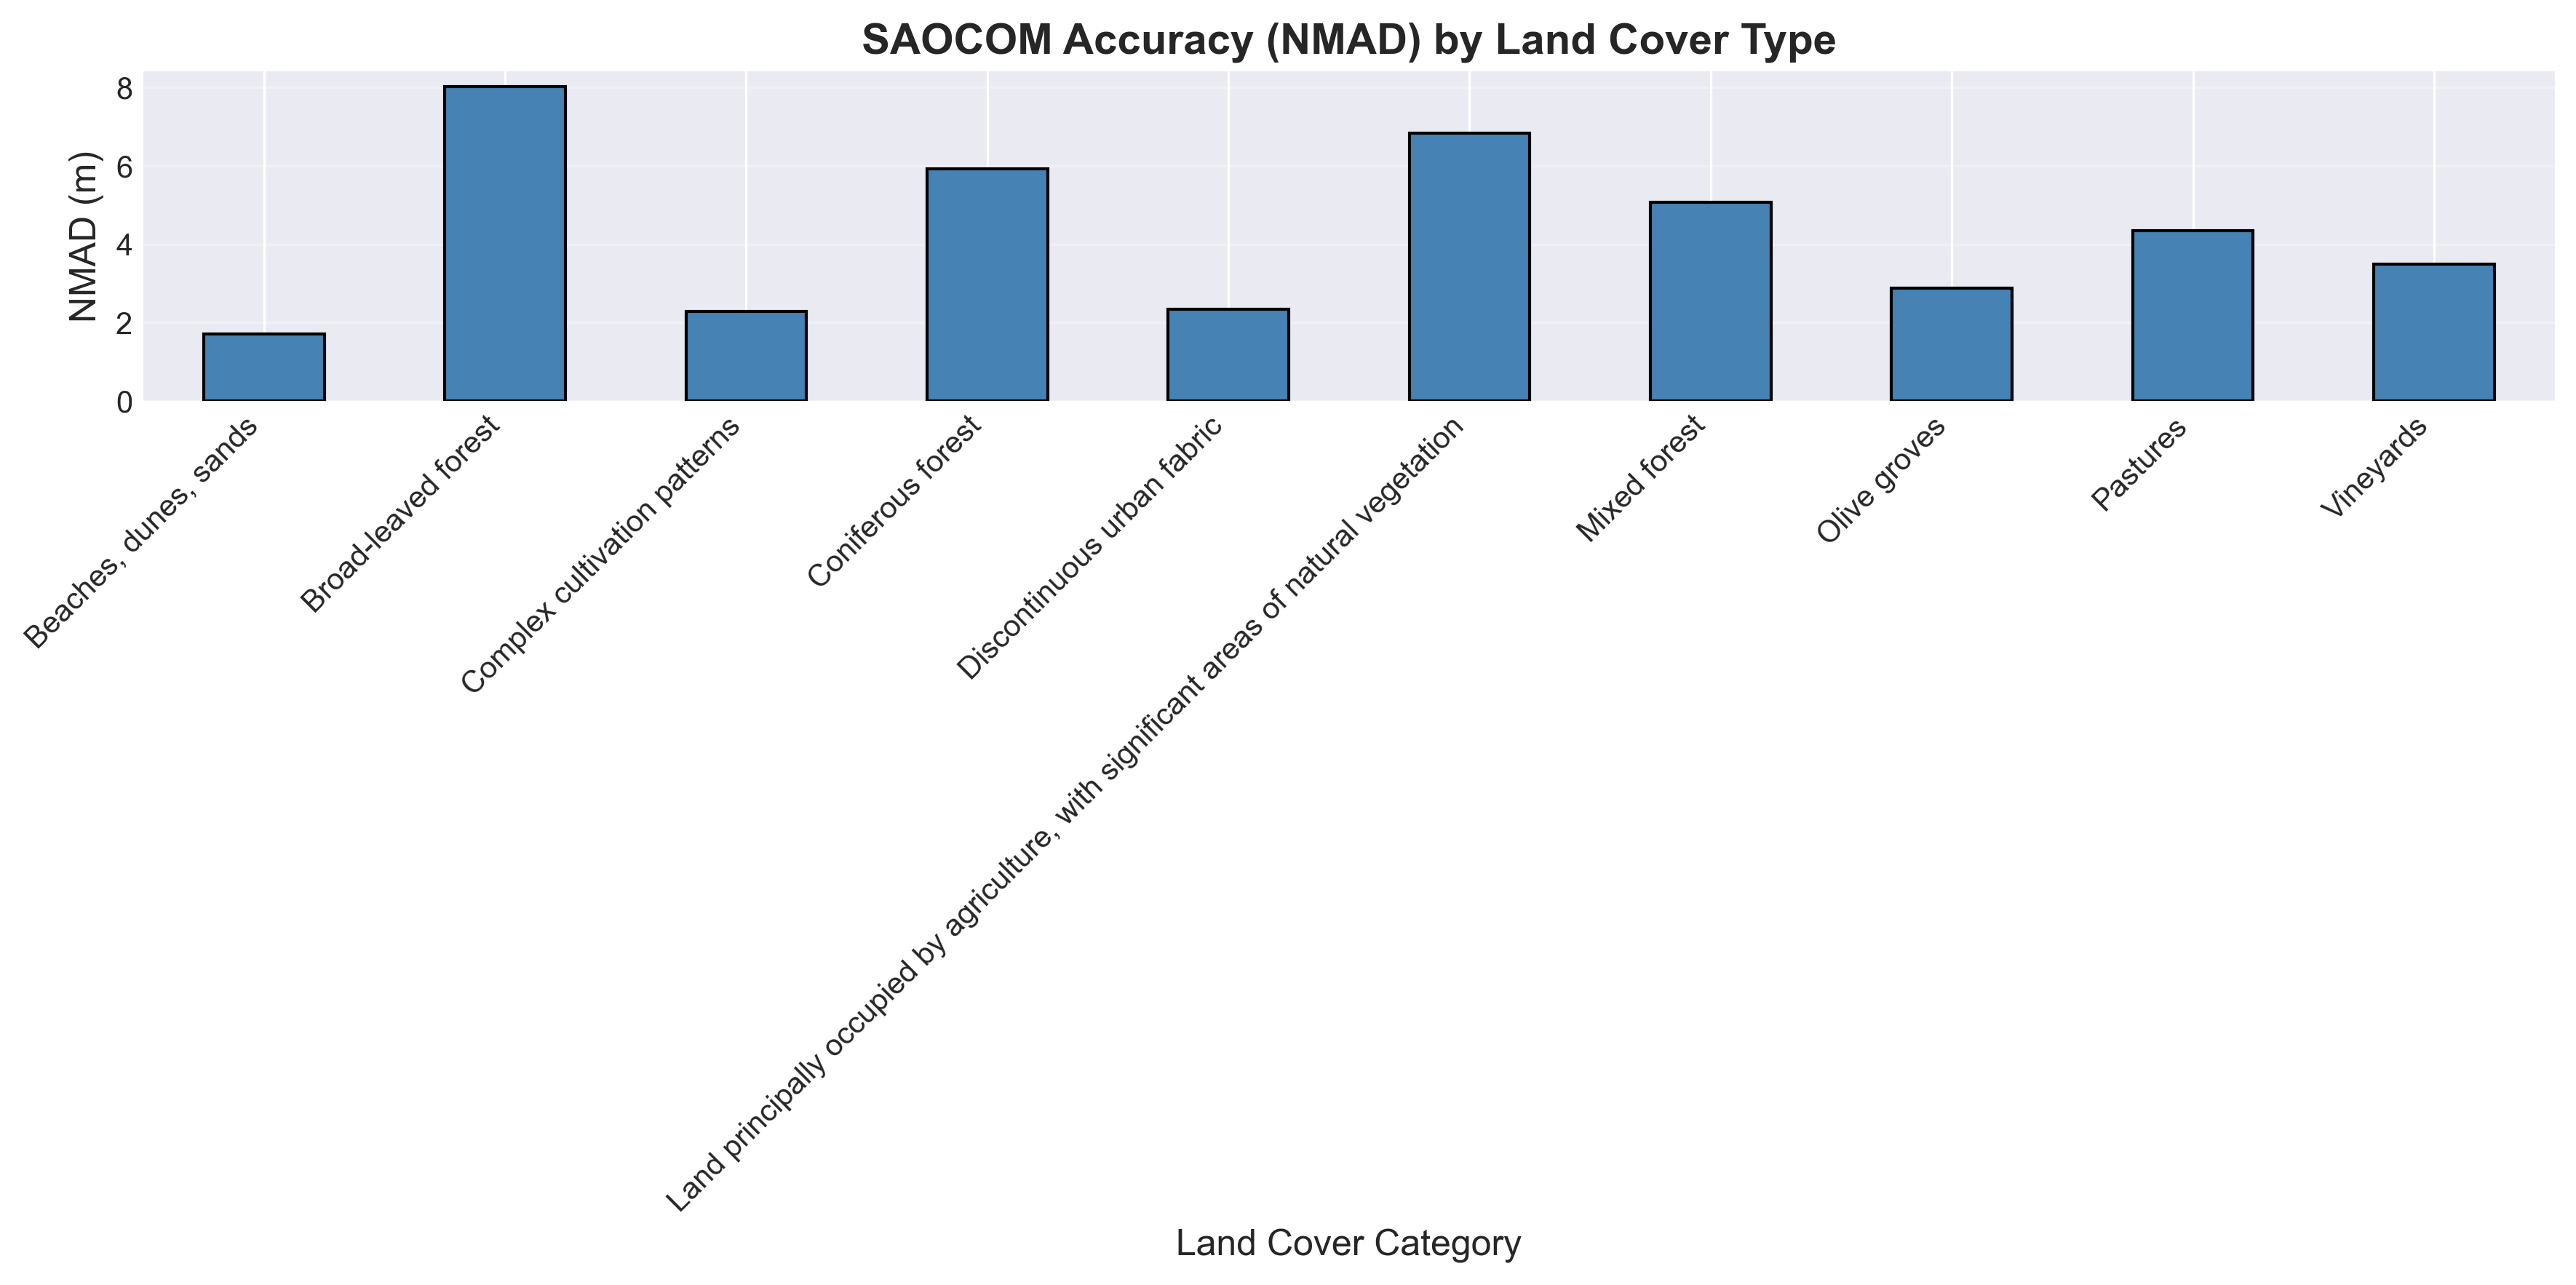 SAOCOM Accuracy (NMAD) by Land Cover Type
NMAD (m)
8
6
4
2
0
Beaches, dunes, sands
Broad-leaved forest
Complex cultivation patterns
Coniferous forest
Discontinuous urban fabric
Land principally occupied by agriculture, with significant areas of natural vegetation
Mixed forest
Olive groves
Pastures
Vineyards
Land Cover Category